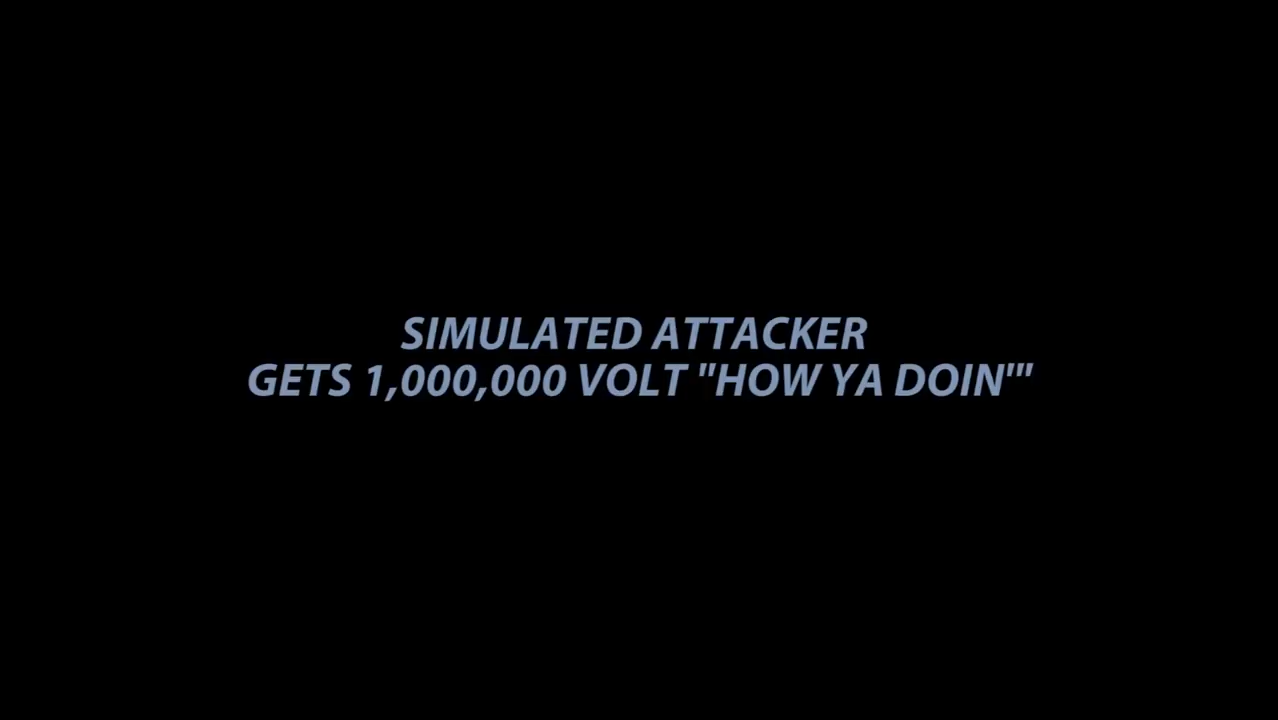 SIMULATED ATTACKER
GETS 1,000,000 VOLT "HOW YA DOIN'"